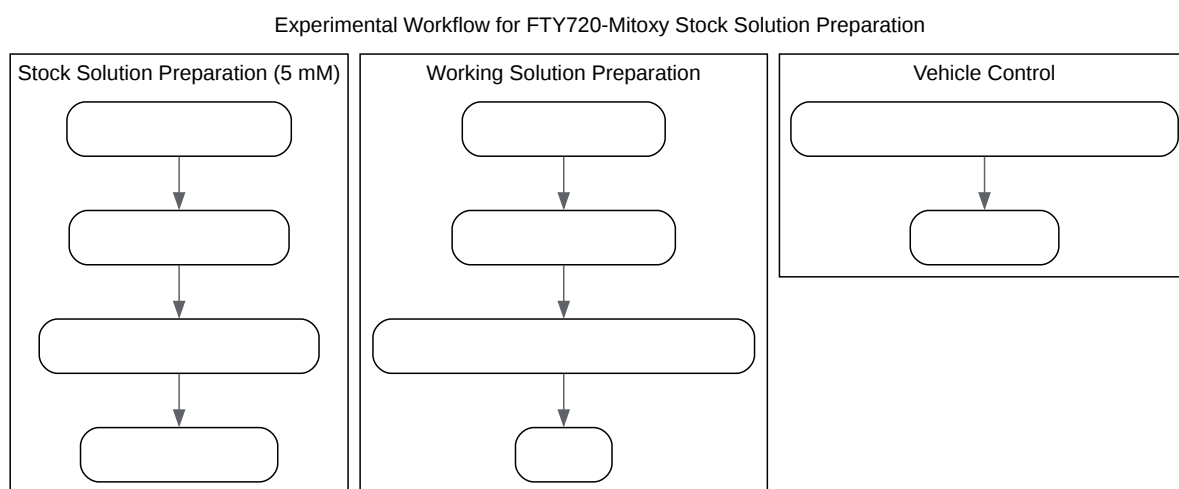 Experimental Workflow for FTY720-Mitoxy Stock Solution Preparation
Stock Solution Preparation (5 mM)
Working Solution Preparation
Vehicle Control